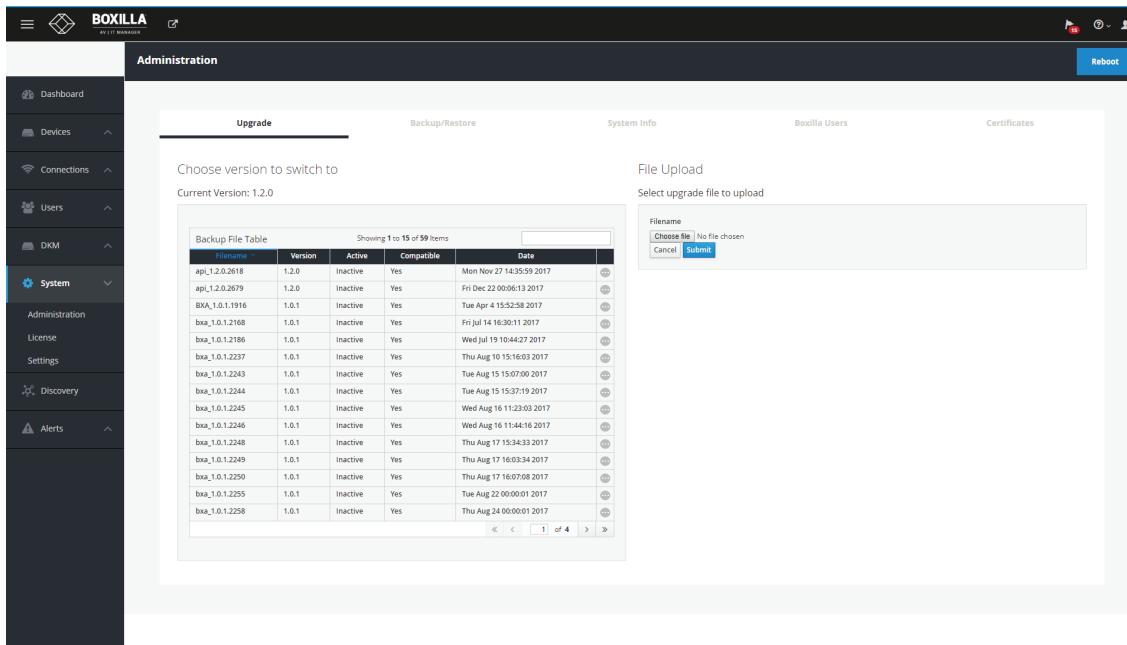 BOXILLA
AV | IT MANAGER
15
Administration
Reboot
Dashboard
Devices
Connections
Users
DKM
System
Administration
License
Settings
Discovery
Alerts
Upgrade Backup/Restore System Info Boxilla Users Certificates
Choose version to switch to
Current Version: 1.2.0
Backup File Table Showing 1 to 15 of 59 Items
Filename Version Active Compatible Date
api_1.2.0.2618 1.2.0 Inactive Yes Mon Nov 27 14:35:59 2017
api_1.2.0.2679 1.2.0 Inactive Yes Fri Dec 22 00:06:13 2017
BXA_1.0.1.1916 1.0.1 Inactive Yes Tue Apr 4 15:52:58 2017
bxa_1.0.1.2168 1.0.1 Inactive Yes Fri Jul 14 16:30:11 2017
bxa_1.0.1.2186 1.0.1 Inactive Yes Wed Jul 19 10:44:27 2017
bxa_1.0.1.2237 1.0.1 Inactive Yes Thu Aug 10 15:16:03 2017
bxa_1.0.1.2243 1.0.1 Inactive Yes Tue Aug 15 15:07:00 2017
bxa_1.0.1.2244 1.0.1 Inactive Yes Tue Aug 15 15:37:19 2017
bxa_1.0.1.2245 1.0.1 Inactive Yes Wed Aug 16 11:23:03 2017
bxa_1.0.1.2246 1.0.1 Inactive Yes Wed Aug 16 11:44:16 2017
bxa_1.0.1.2248 1.0.1 Inactive Yes Thu Aug 17 15:34:33 2017
bxa_1.0.1.2249 1.0.1 Inactive Yes Thu Aug 17 16:03:34 2017
bxa_1.0.1.2250 1.0.1 Inactive Yes Thu Aug 17 16:07:08 2017
bxa_1.0.1.2255 1.0.1 Inactive Yes Tue Aug 22 00:00:01 2017
bxa_1.0.1.2258 1.0.1 Inactive Yes Thu Aug 24 00:00:01 2017
« < 1 of 4 > »
File Upload
Select upgrade file to upload
Filename
Choose file No file chosen
Cancel Submit